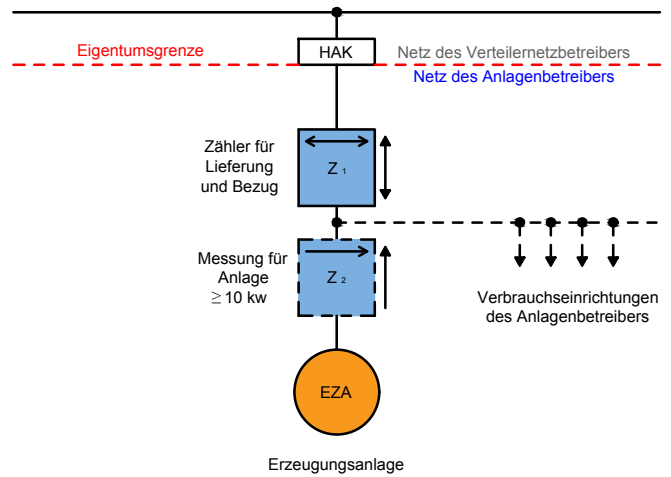 Eigentumsgrenze
HAK
Netz des Verteilernetzbetreibers
Netz des Anlagenbetreibers
Zähler für
Lieferung
und Bezug
Z 1
Messung für
Anlage
≥ 10 kw
Z 2
Verbrauchseinrichtungen
des Anlagenbetreibers
EZA
Erzeugungsanlage